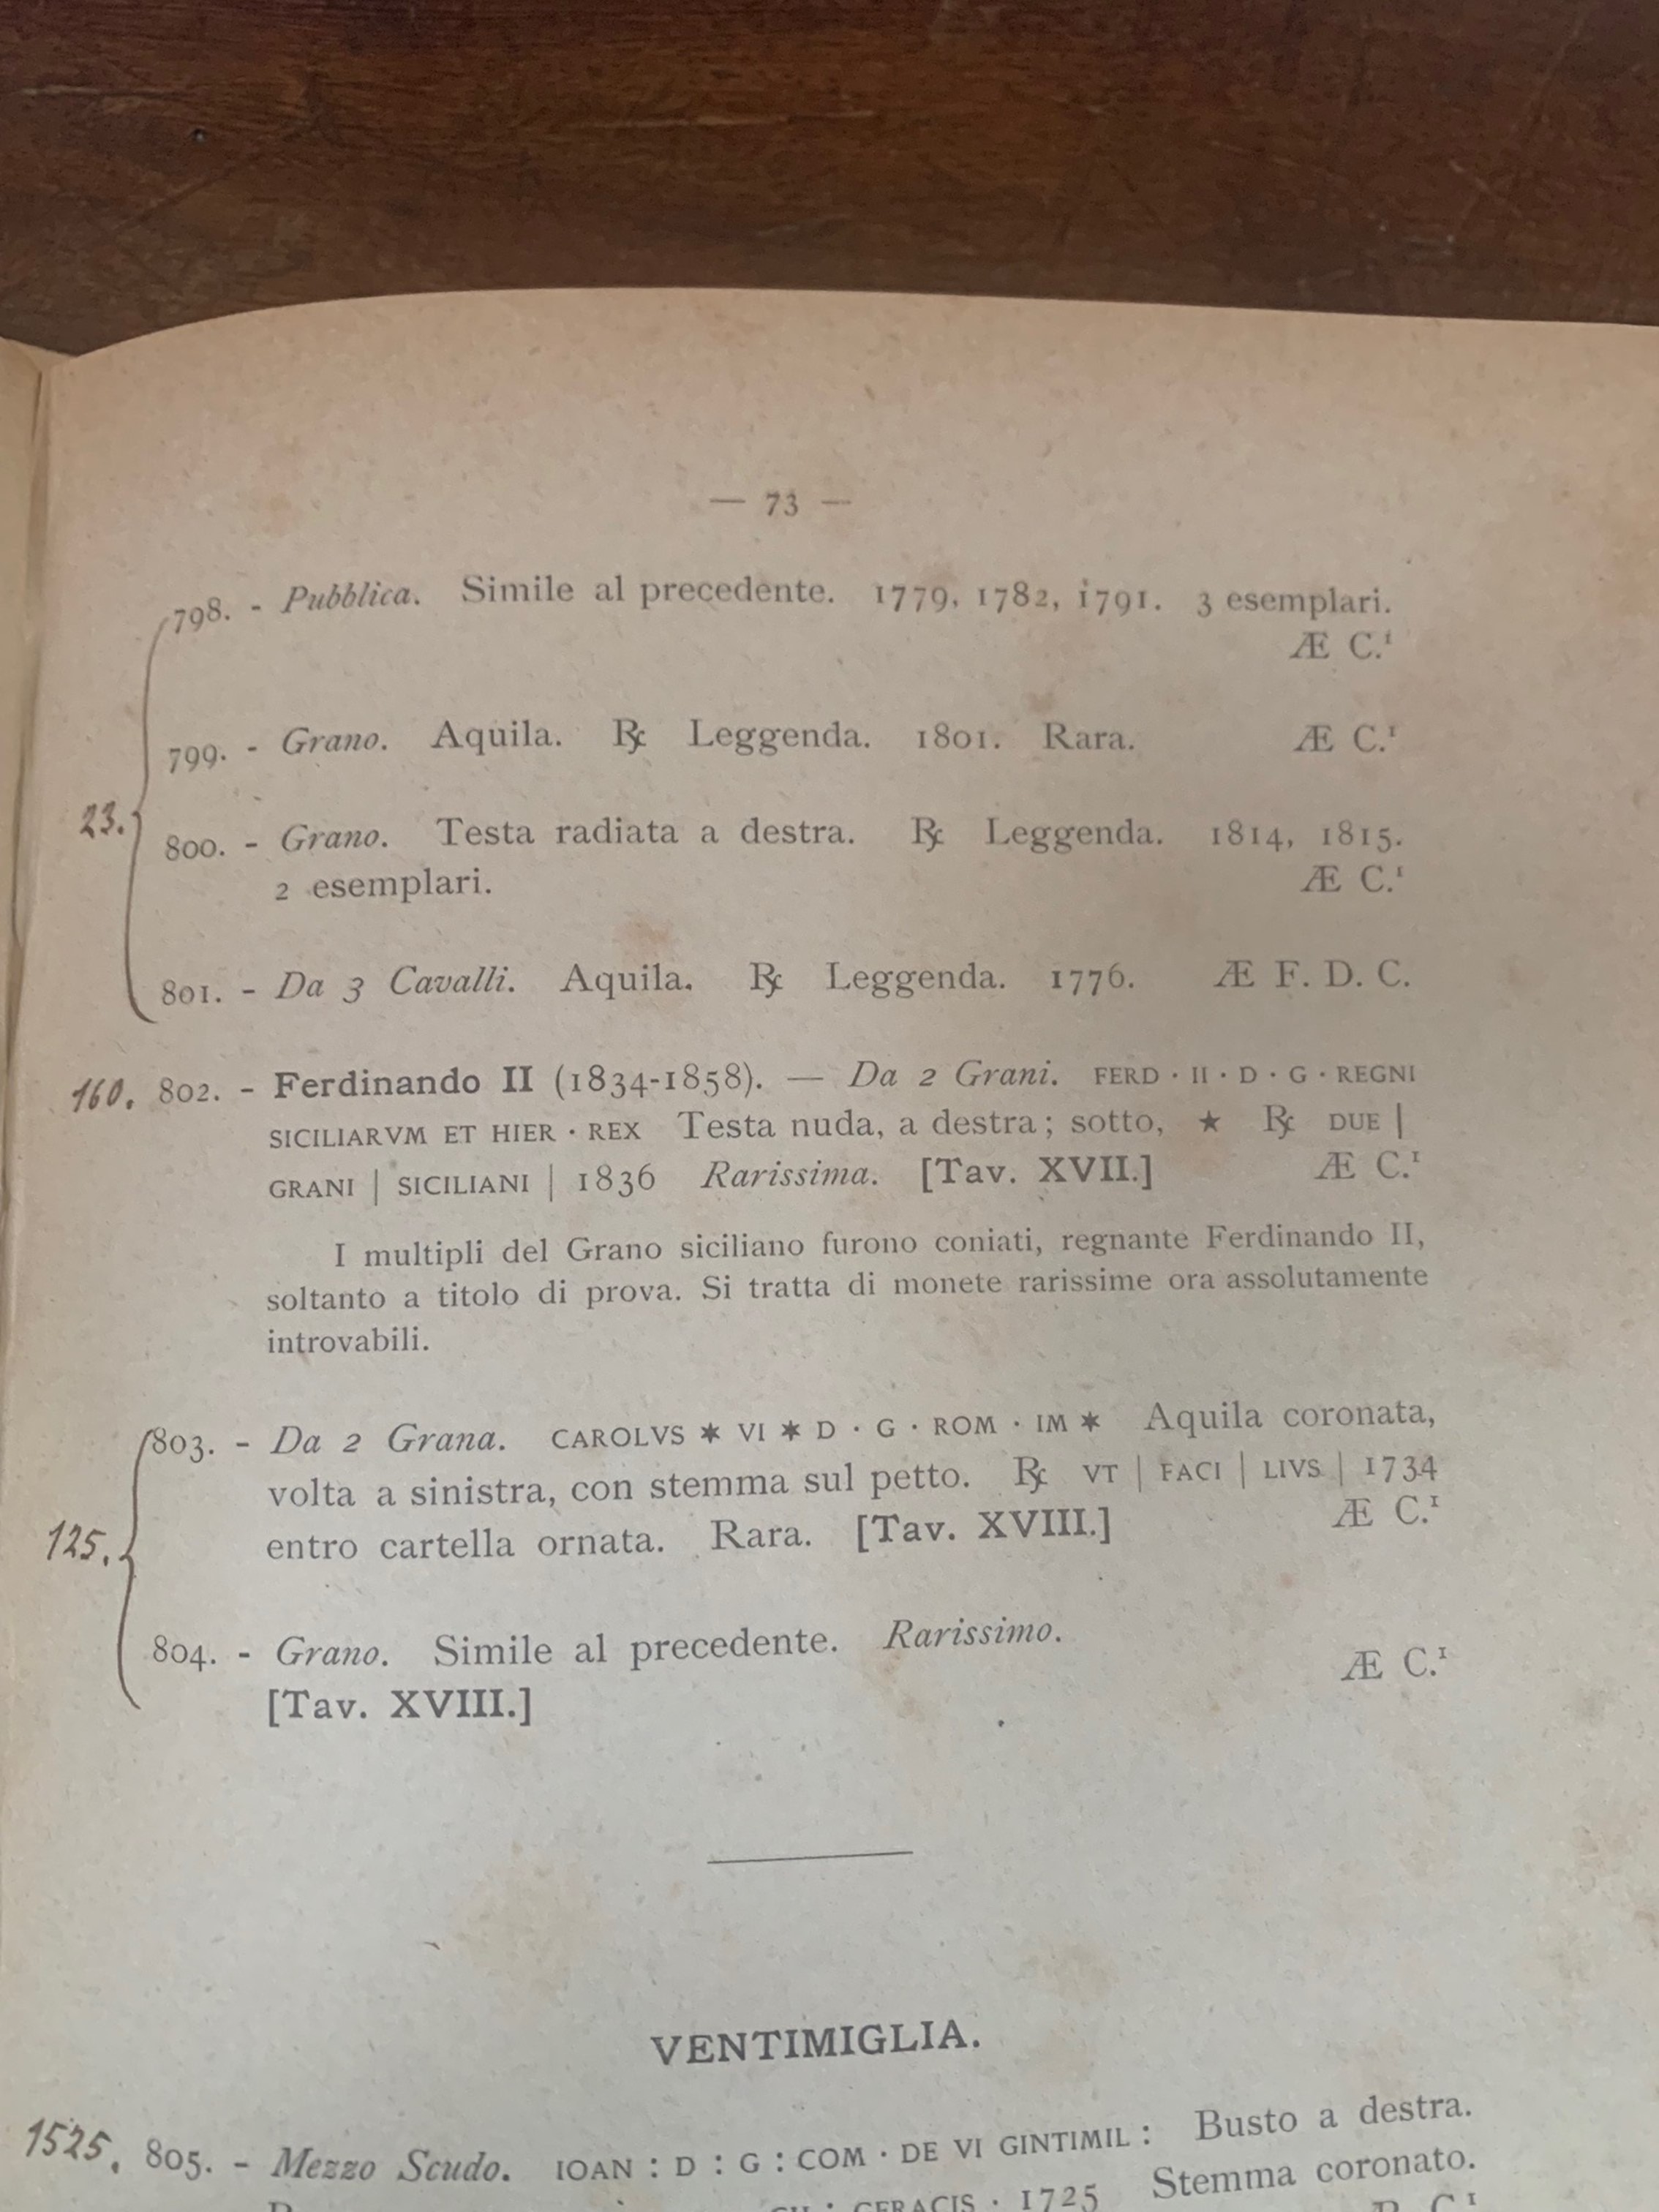 — 73 —
798. - Pubblica. Simile al precedente. 1779, 1782, 1791. 3 esemplari.
Æ C.¹
799. - Grano. Aquila. ℞ Leggenda. 1801. Rara. Æ C.¹
23.
800. - Grano. Testa radiata a destra. ℞ Leggenda. 1814, 1815.
2 esemplari. Æ C.¹
801. - Da 3 Cavalli. Aquila. ℞ Leggenda. 1776. Æ F. D. C.
160. 802. - Ferdinando II (1834-1858). — Da 2 Grani. FERD · II · D · G · REGNI
SICILIARVM ET HIER · REX Testa nuda, a destra; sotto, ★ ℞ DUE |
GRANI | SICILIANI | 1836 Rarissima. [Tav. XVII.] Æ C.¹
I multipli del Grano siciliano furono coniati, regnante Ferdinando II,
soltanto a titolo di prova. Si tratta di monete rarissime ora assolutamente
introvabili.
803. - Da 2 Grana. CAROLVS ✶ VI ✶ D · G · ROM · IM ✶ Aquila coronata,
volta a sinistra, con stemma sul petto. ℞ VT | FACI | LIVS | 1734
entro cartella ornata. Rara. [Tav. XVIII.] Æ C.¹
125.
804. - Grano. Simile al precedente. Rarissimo. Æ C.¹
[Tav. XVIII.]
VENTIMIGLIA.
1525. 805. - Mezzo Scudo. IOAN : D : G : COM · DE VI GINTIMIL : Busto a destra.
GERACIS · 1725 Stemma coronato.
C.¹